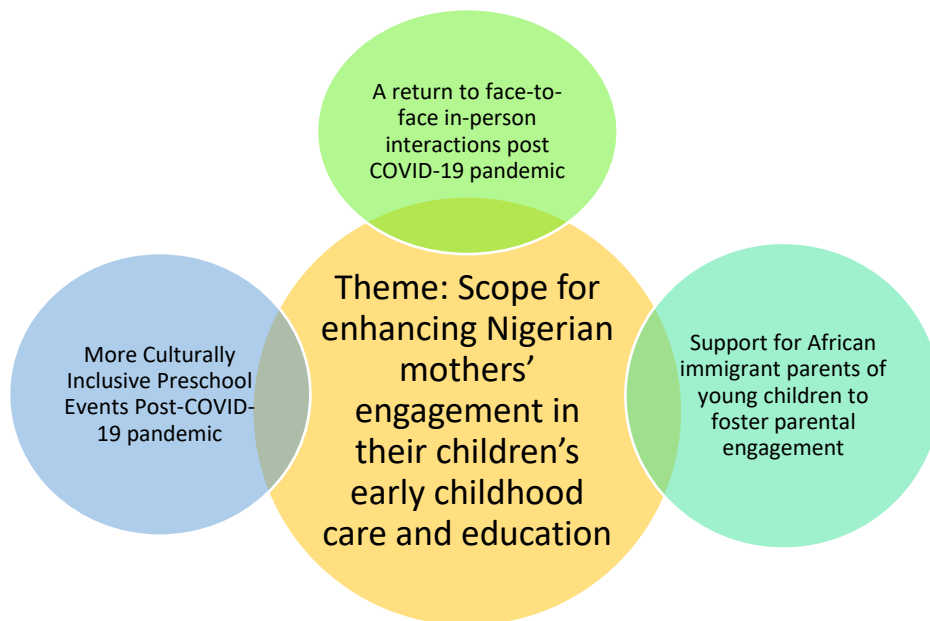 A return to face-to-
face in-person
interactions post
COVID-19 pandemic
Theme: Scope for
enhancing Nigerian
mothers’
engagement in
their children’s
early childhood
care and education
More Culturally
Inclusive Preschool
Events Post-COVID-
19 pandemic
Support for African
immigrant parents of
young children to
foster parental
engagement